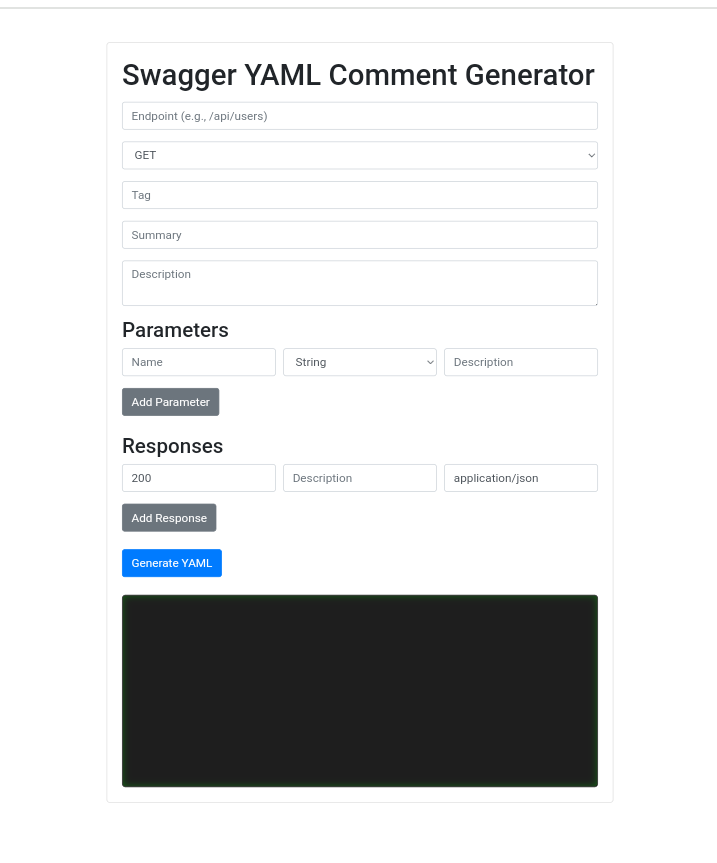 Swagger YAML Comment Generator
Endpoint (e.g., /api/users)
GET
Tag
Summary
Description
Parameters
Name String Description
Add Parameter
Responses
200 Description application/json
Add Response
Generate YAML